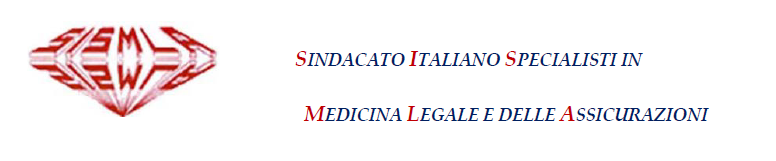 SINDACATO ITALIANO SPECIALISTI IN
MEDICINA LEGALE E DELLE ASSICURAZIONI